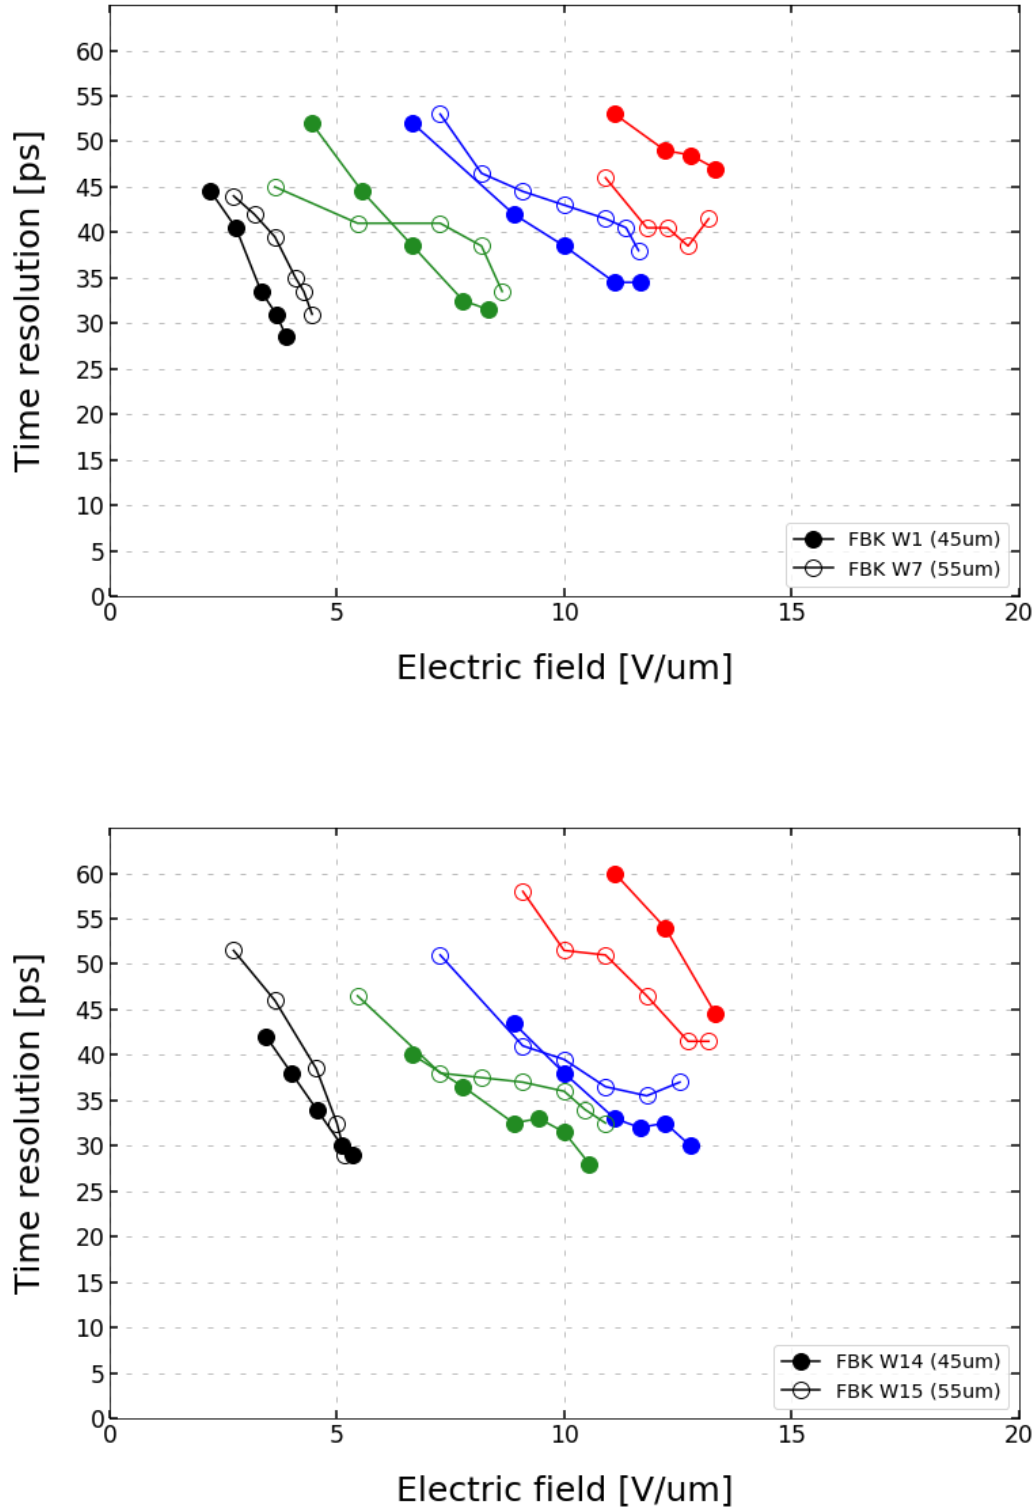 60
55
50
45
40
35
30
25
20
15
10
5
0
Time resolution [ps]
FBK W1 (45um)
FBK W7 (55um)
0 5 10 15 20
Electric field [V/um]
60
55
50
45
40
35
30
25
20
15
10
5
0
Time resolution [ps]
FBK W14 (45um)
FBK W15 (55um)
0 5 10 15 20
Electric field [V/um]